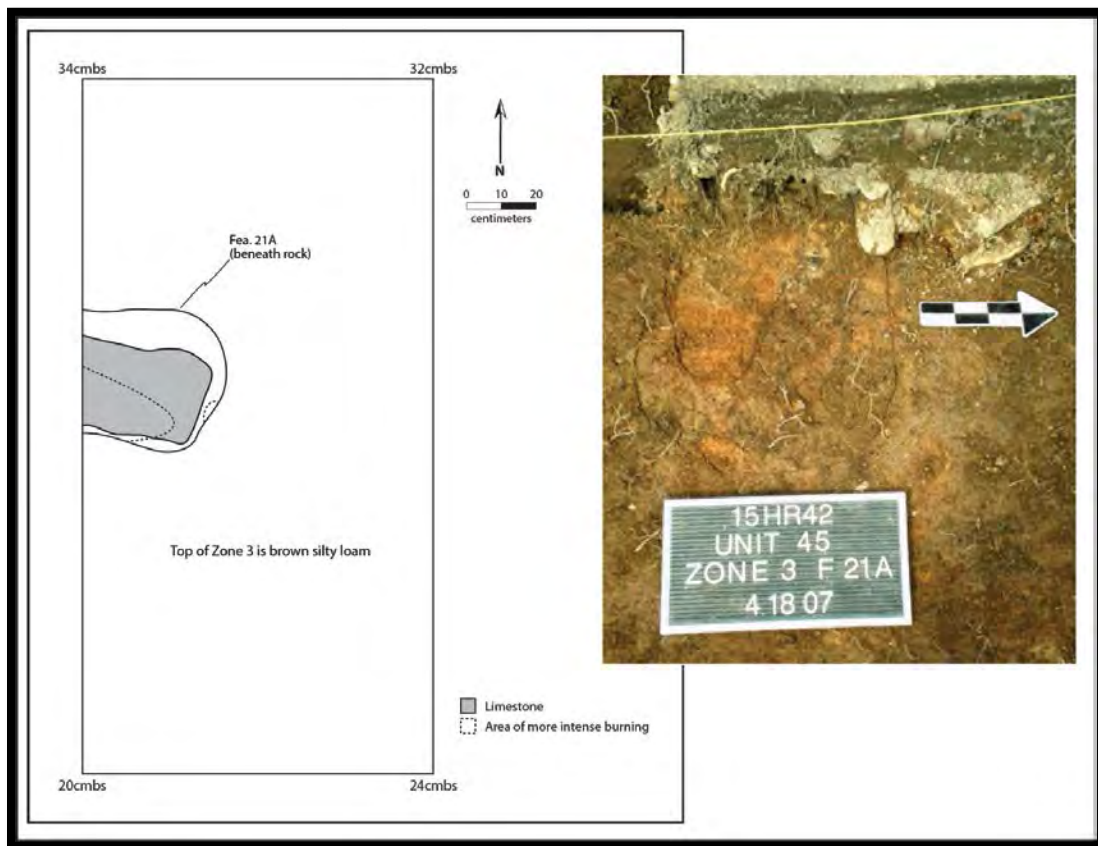 34cmbs
32cmbs
N
0 10 20
centimeters
Fea. 21A
(beneath rock)
Top of Zone 3 is brown silty loam
Limestone
Area of more intense burning
20cmbs
24cmbs
15HR42
UNIT 45
ZONE 3 F 21A
4 18 07